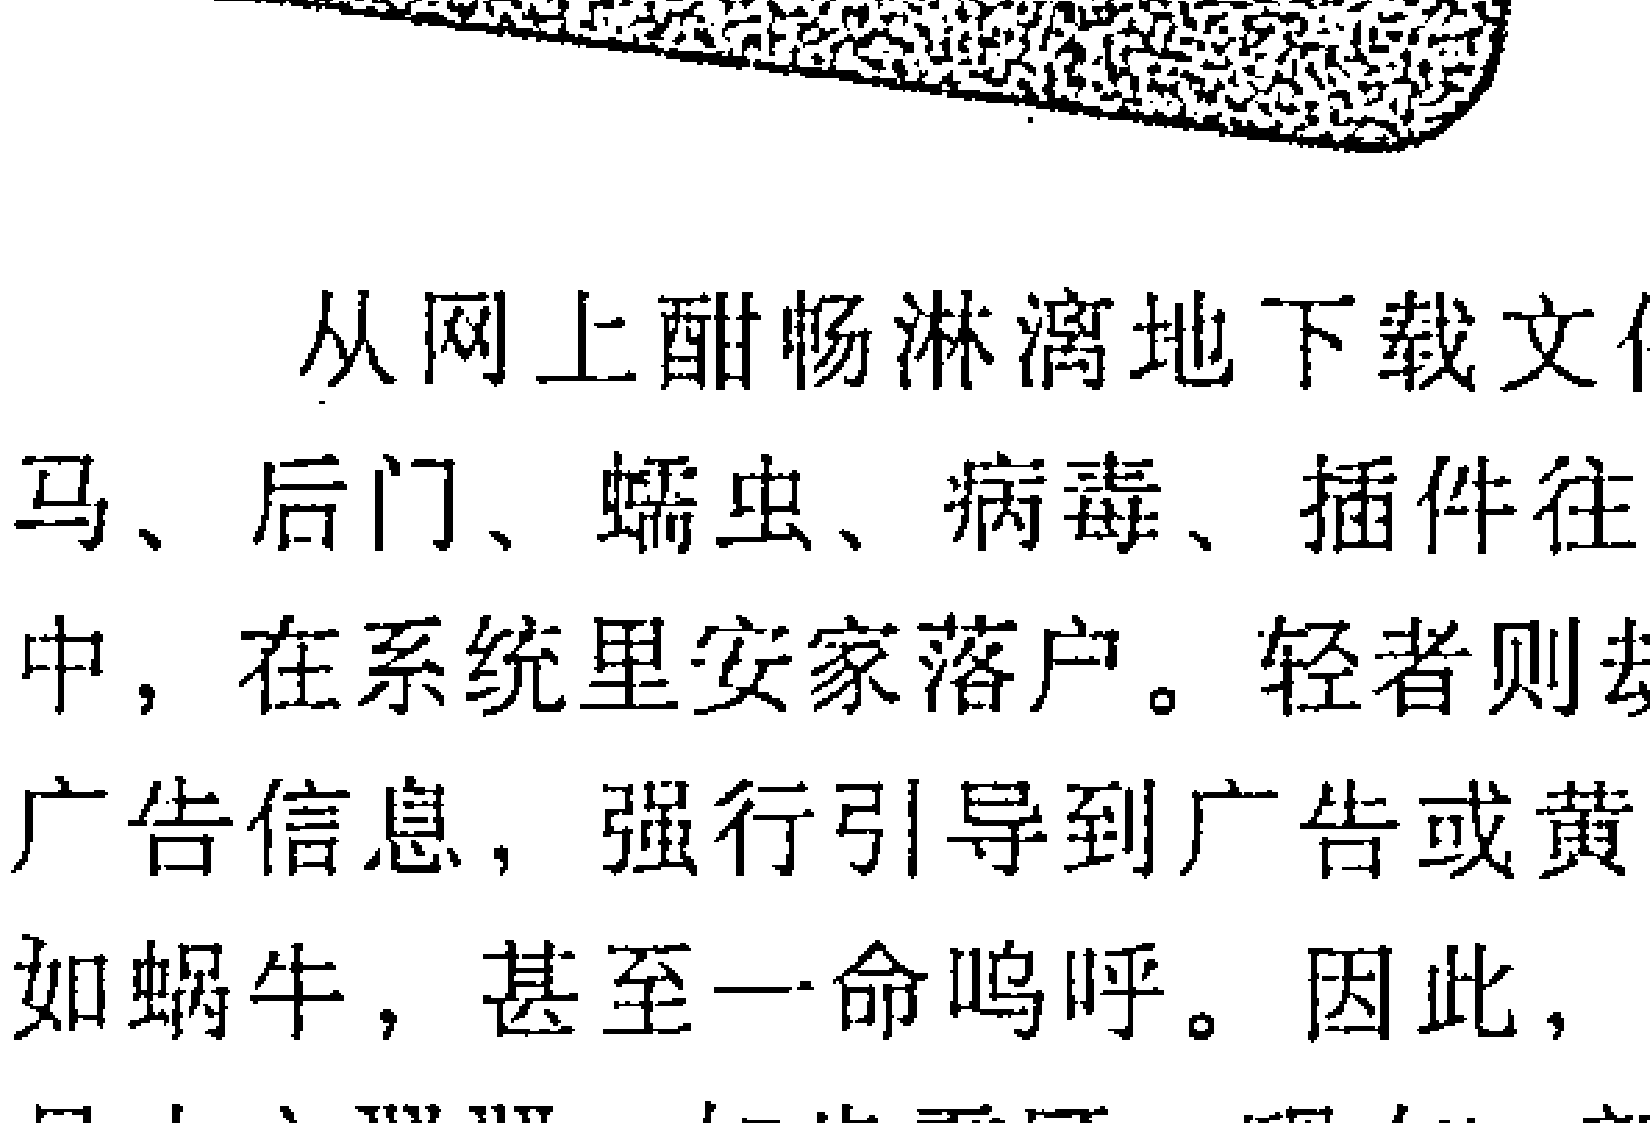 从网上酣畅淋漓地下载文
马、后门、蠕虫、病毒、插件往
中，在系统里安家落户。轻者则劫
广告信息，强行引导到广告或黄
如蜗牛，甚至一命呜呼。因此，